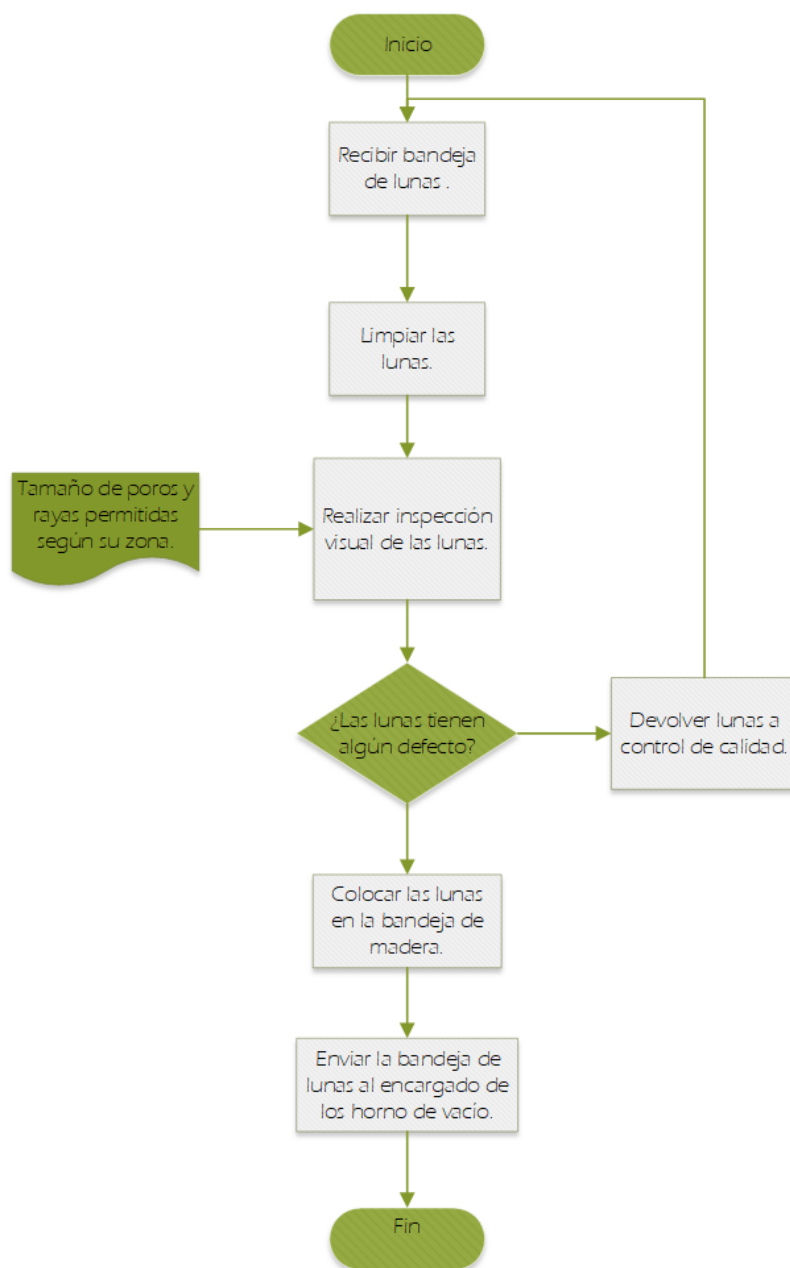 Inicio
Recibir bandeja
de lunas .
Limpiar las
lunas.
Tamaño de poros y
rayas permitidas
según su zona.
Realizar inspección
visual de las lunas.
¿Las lunas tienen
algún defecto?
Devolver lunas a
control de calidad.
Colocar las lunas
en la bandeja de
madera.
Enviar la bandeja de
lunas al encargado de
los horno de vacío.
Fin